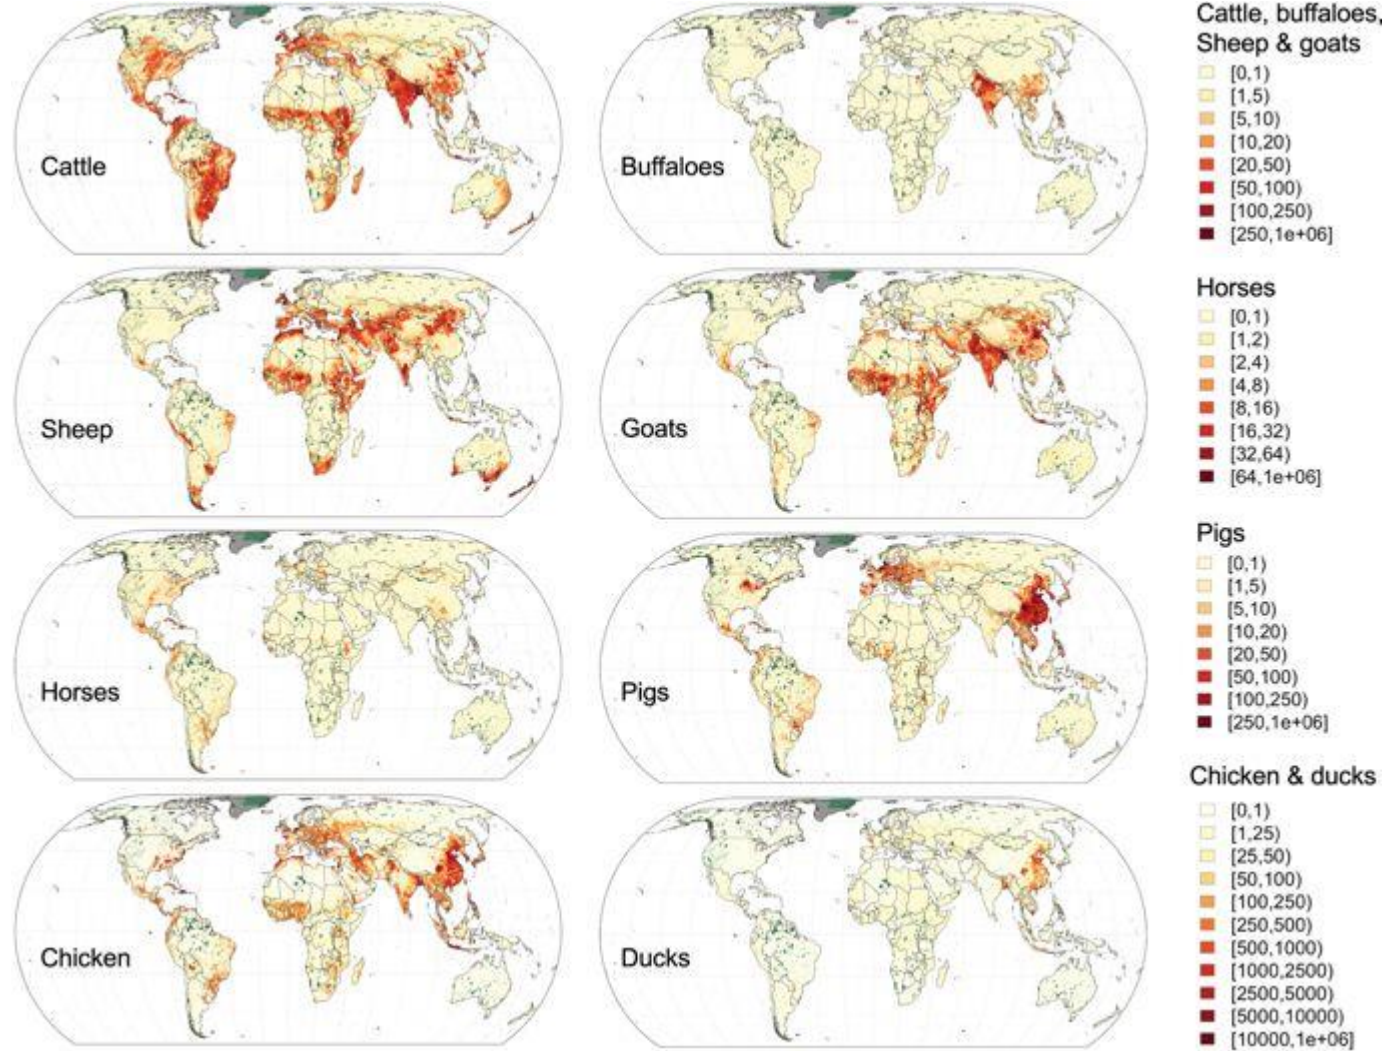 Cattle
Buffaloes
Sheep
Goats
Horses
Pigs
Chicken
Ducks
Cattle, buffaloes,
Sheep & goats
[0,1)
[1,5)
[5,10)
[10,20)
[20,50)
[50,100)
[100,250)
[250,1e+06]
Horses
[0,1)
[1,2)
[2,4)
[4,8)
[8,16)
[16,32)
[32,64)
[64,1e+06]
Pigs
[0,1)
[1,5)
[5,10)
[10,20)
[20,50)
[50,100)
[100,250)
[250,1e+06]
Chicken & ducks
[0,1)
[1,25)
[25,50)
[50,100)
[100,250)
[250,500)
[500,1000)
[1000,2500)
[2500,5000)
[5000,10000)
[10000,1e+06]